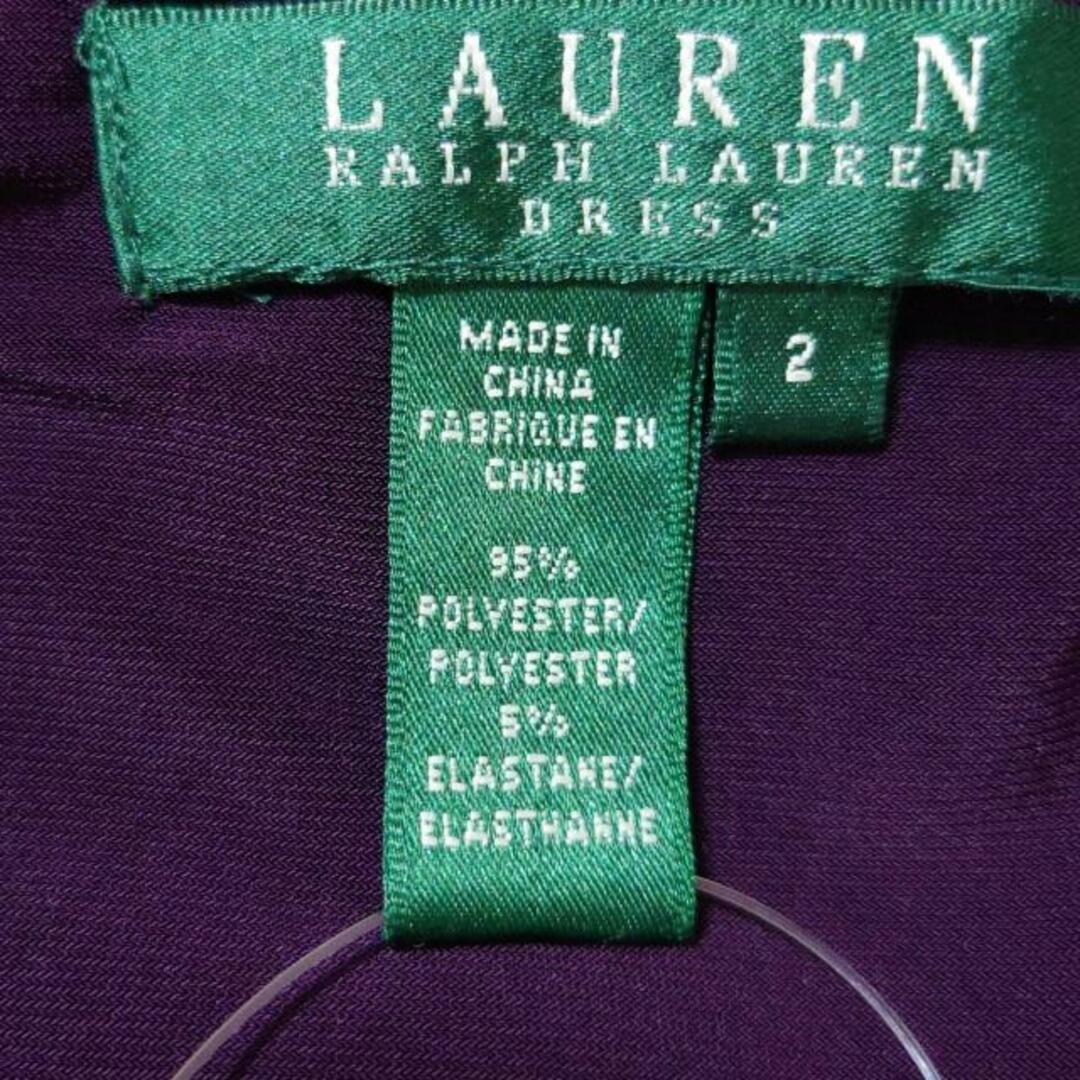 LAUREN
RALPH LAUREN
DRESS
MADE IN
CHINA
FABRIQUE EN
CHINE
95%
POLYESTER/
POLYESTER
5%
ELASTANE/
ELASTHANNE
2